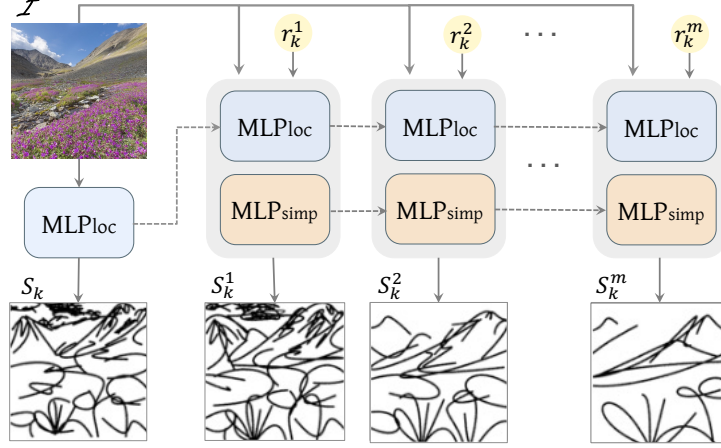 𝓘
r_k^1
r_k^2
. . .
r_k^m
MLPloc
MLPloc
MLPloc
. . .
MLPsimp
MLPsimp
MLPsimp
MLPloc
S_k
S_k^1
S_k^2
S_k^m